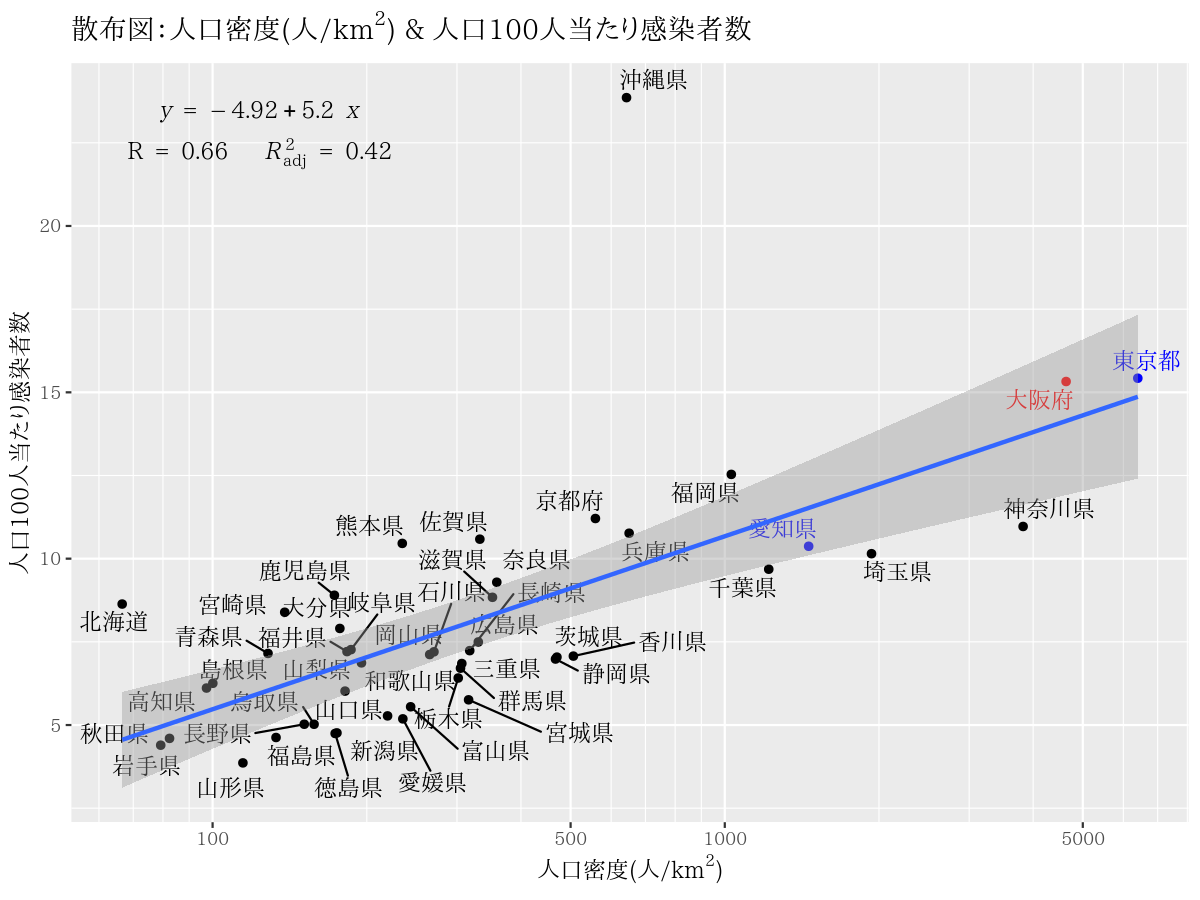 散布図：人口密度(人/km2) & 人口100人当たり感染者数
沖縄県
y = −4.92 + 5.2 x
R = 0.66 R2adj = 0.42
20
東京都
15
大阪府
福岡県
京都府
神奈川県
熊本県
佐賀県
愛知県
兵庫県
10
滋賀県
奈良県
鹿児島県
埼玉県
千葉県
石川県
長崎県
宮崎県
大分県
岐阜県
北海道
広島県
青森県
福井県
岡山県
茨城県
香川県
島根県
山梨県
三重県
静岡県
和歌山県
高知県
鳥取県
山口県
群馬県
栃木県
5
秋田県
長野県
宮城県
福島県
新潟県
富山県
岩手県
山形県
徳島県
愛媛県
100
500
1000
5000
人口密度(人/km2)
人口100人当たり感染者数